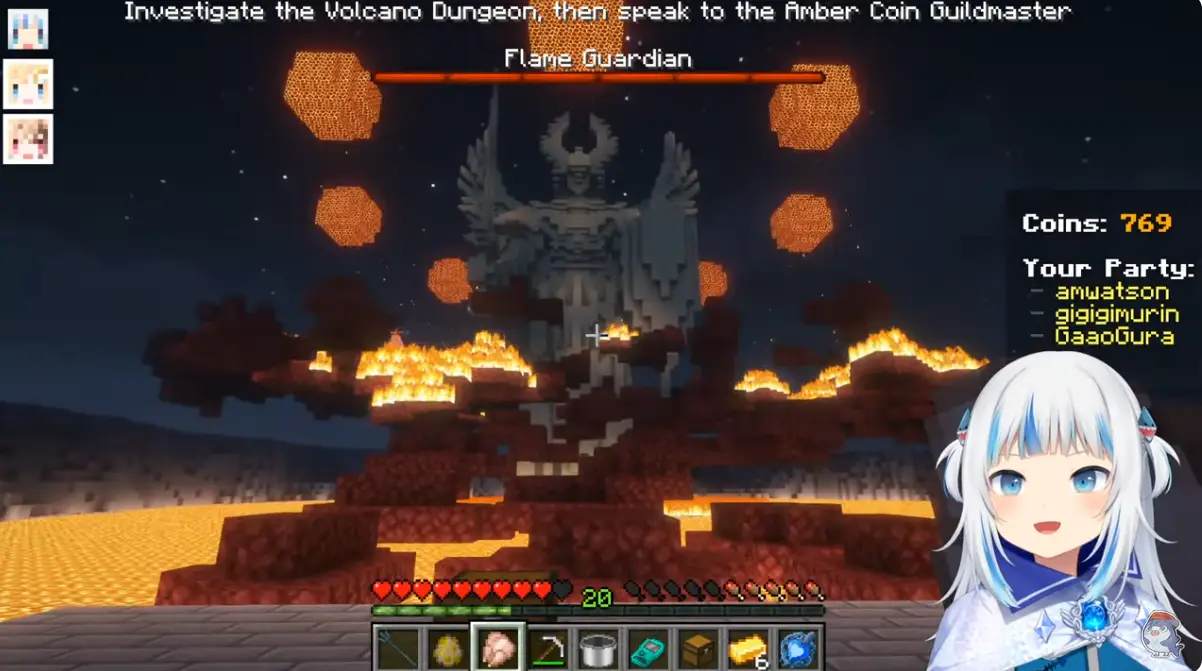 Investigate the Volcano Dungeon, then speak to the Amber Coin Guildmaster
Flame Guardian
Coins: 769
Your Party:
- amwatson
- gigigimurin
- GaaoGura
20
6